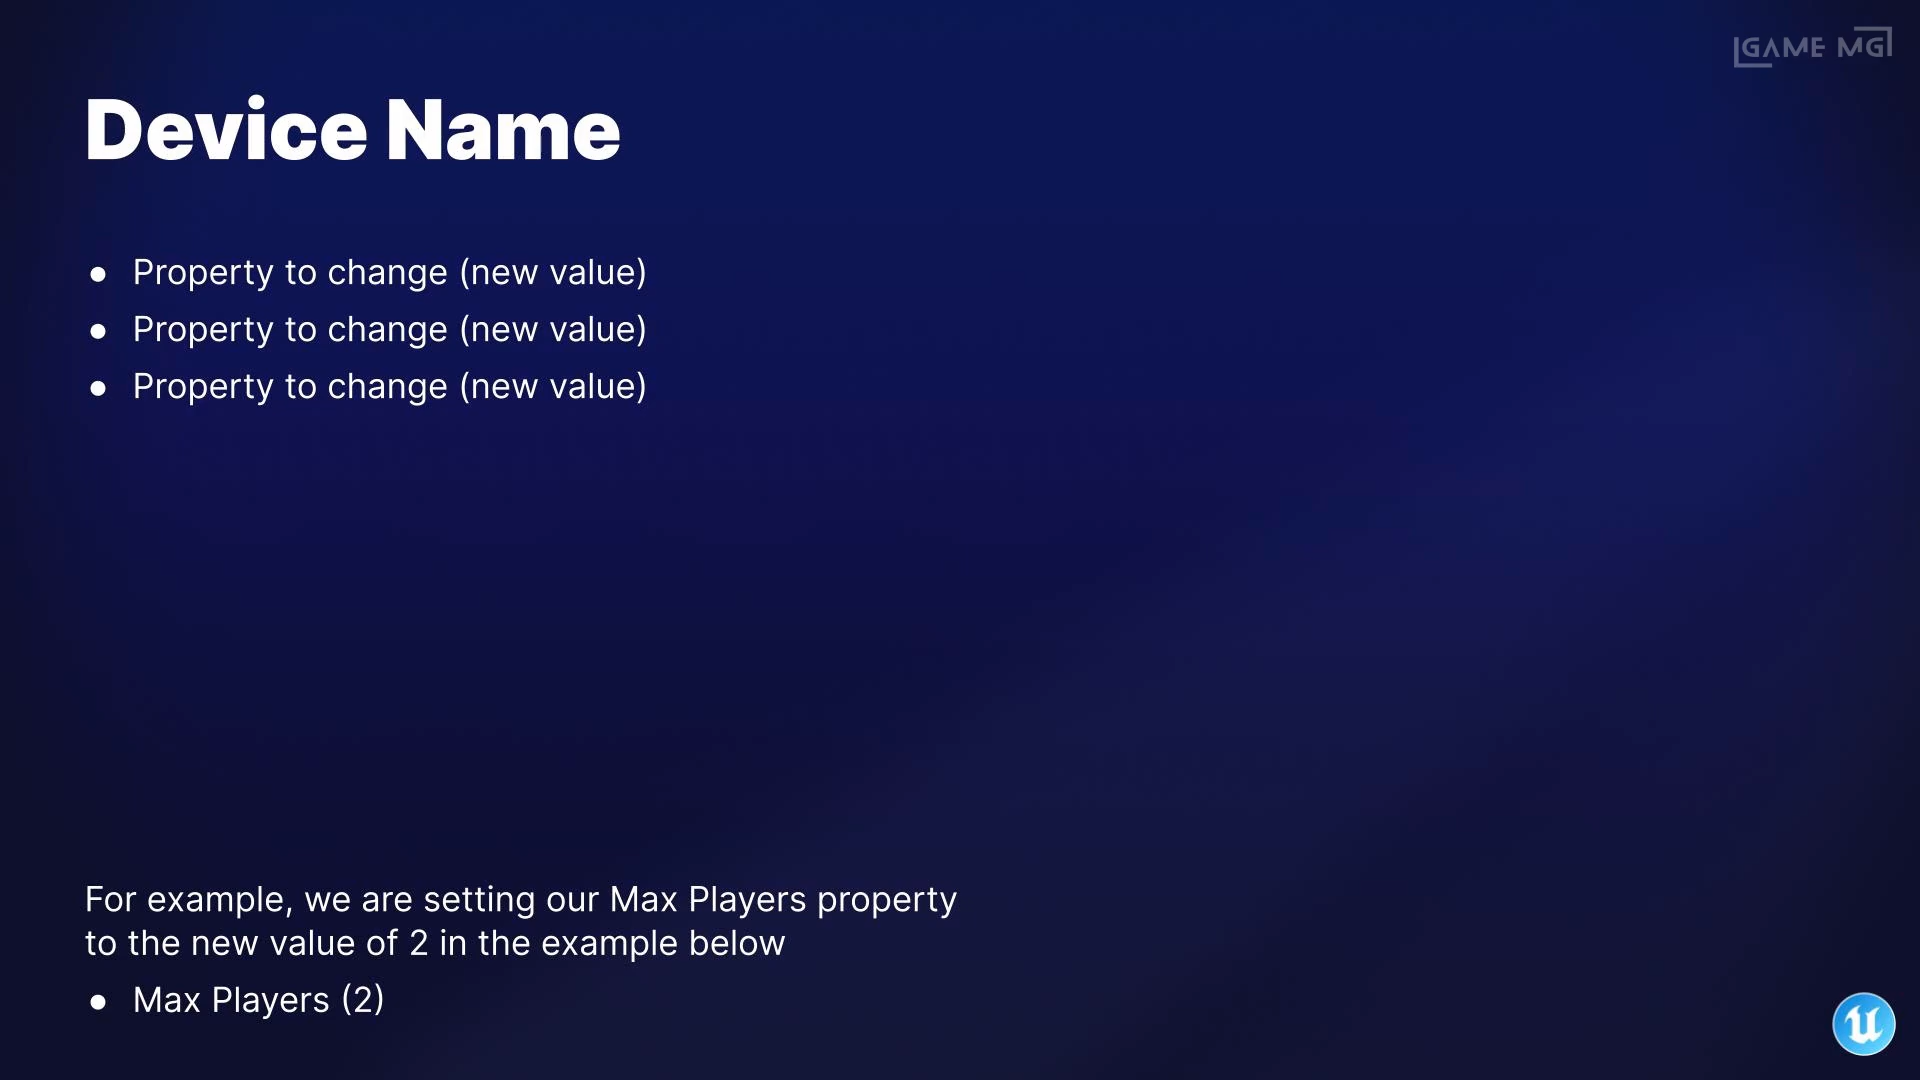 GAME MG
Device Name
● Property to change (new value)
● Property to change (new value)
● Property to change (new value)
For example, we are setting our Max Players property
to the new value of 2 in the example below
● Max Players (2)